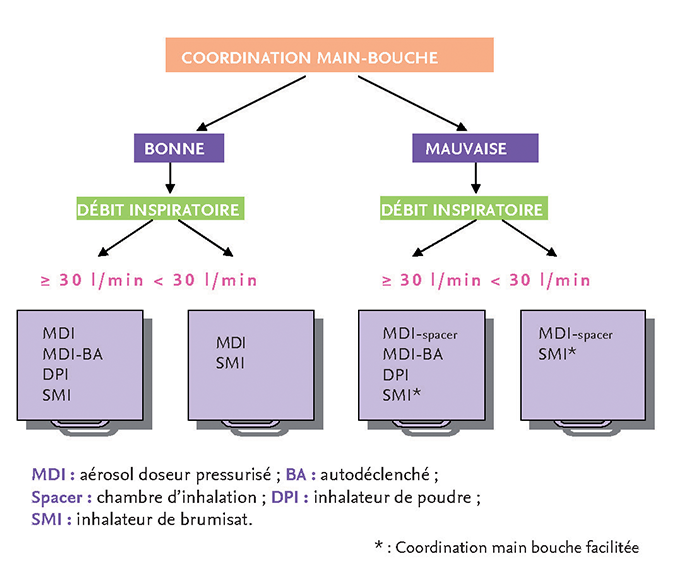 COORDINATION MAIN-BOUCHE
BONNE
MAUVAISE
DÉBIT INSPIRATOIRE
DÉBIT INSPIRATOIRE
≥ 30 l/min < 30 l/min
≥ 30 l/min < 30 l/min
MDI
MDI-BA
DPI
SMI
MDI
SMI
MDI-spacer
MDI-BA
DPI
SMI*
MDI-spacer
SMI*
MDI : aérosol doseur pressurisé ; BA : autodéclenché ;
Spacer : chambre d'inhalation ; DPI : inhalateur de poudre ;
SMI : inhalateur de brumisat.
* : Coordination main bouche facilitée